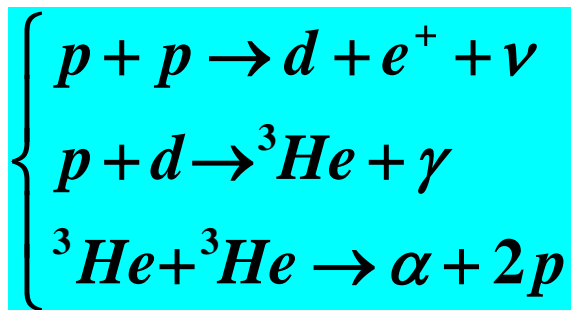 p + p → d + e⁺ + ν
p + d → ³He + γ
³He + ³He → α + 2p